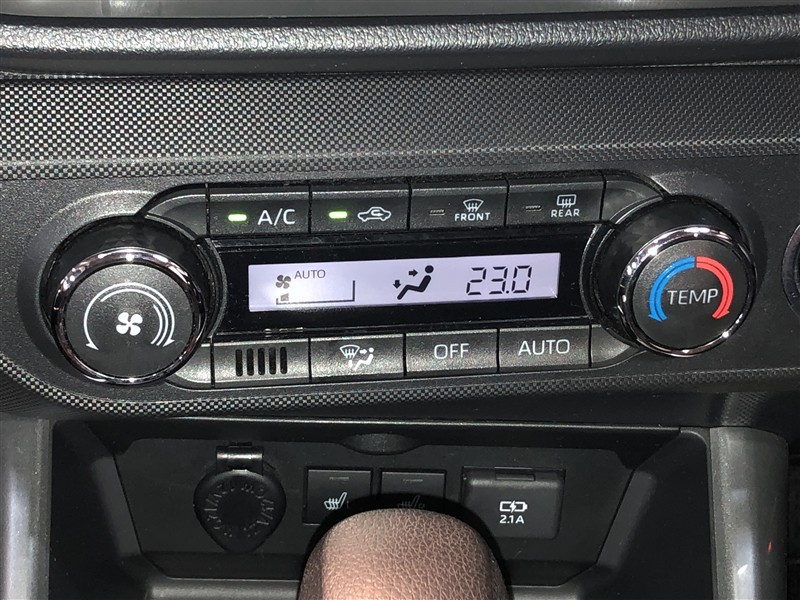 A/C
FRONT
REAR
AUTO
23.0
TEMP
OFF
AUTO
2.1A